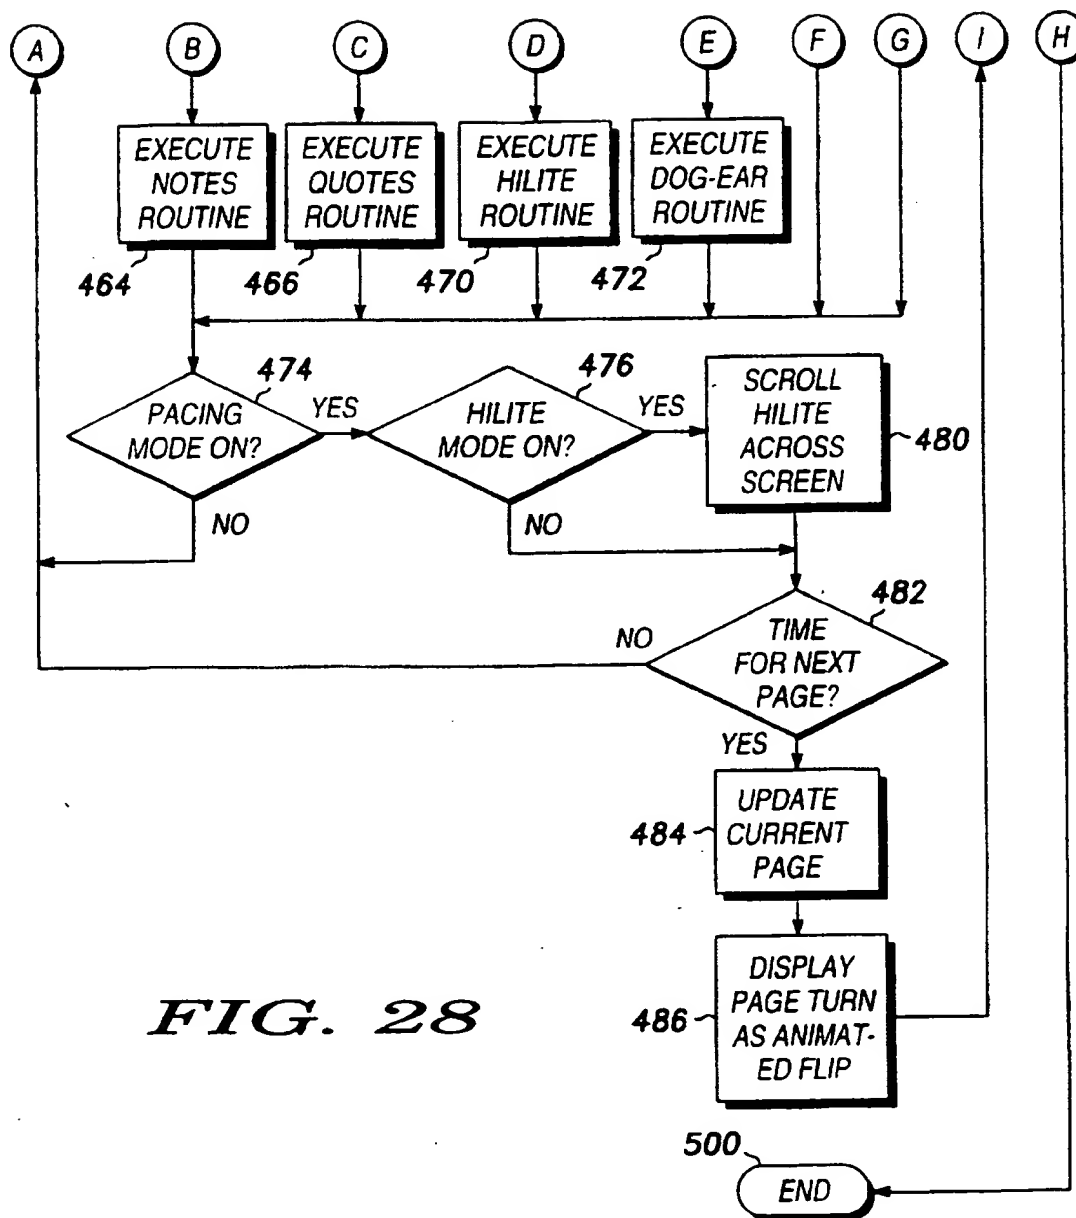 A B C D E F G I H
EXECUTE
NOTES
ROUTINE
464
EXECUTE
QUOTES
ROUTINE
466
EXECUTE
HILITE
ROUTINE
470
EXECUTE
DOG-EAR
ROUTINE
472
PACING
MODE ON?
474
YES
NO
HILITE
MODE ON?
476
YES
NO
SCROLL
HILITE
ACROSS
SCREEN
480
TIME
FOR NEXT
PAGE?
482
NO
YES
UPDATE
CURRENT
PAGE
484
DISPLAY
PAGE TURN
AS ANIMAT-
ED FLIP
486
FIG. 28
500
END